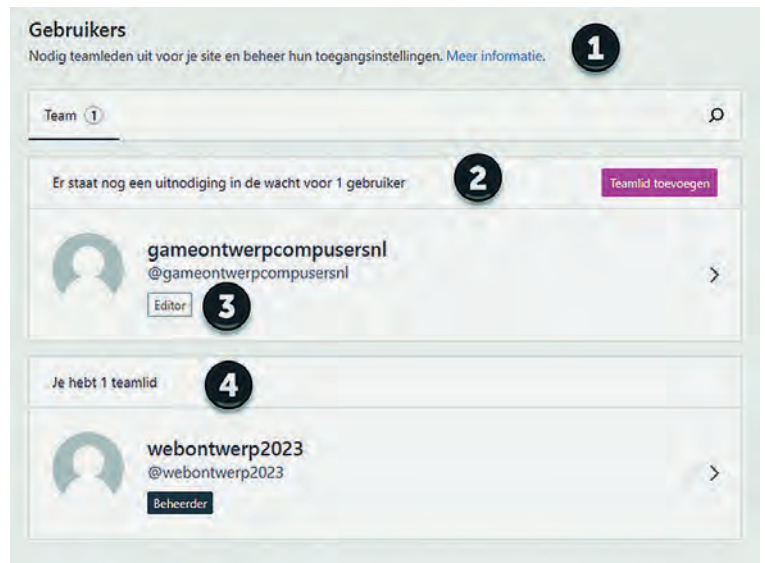 Gebruikers
Nodig teamleden uit voor je site en beheer hun toegangsinstellingen. Meer informatie.
1
Team 1
Er staat nog een uitnodiging in de wacht voor 1 gebruiker
2
Teamlid toevoegen
gameontwerpcompusersnl
@gameontwerpcompusersnl
Editor
3
Je hebt 1 teamlid
4
webontwerp2023
@webontwerp2023
Beheerder